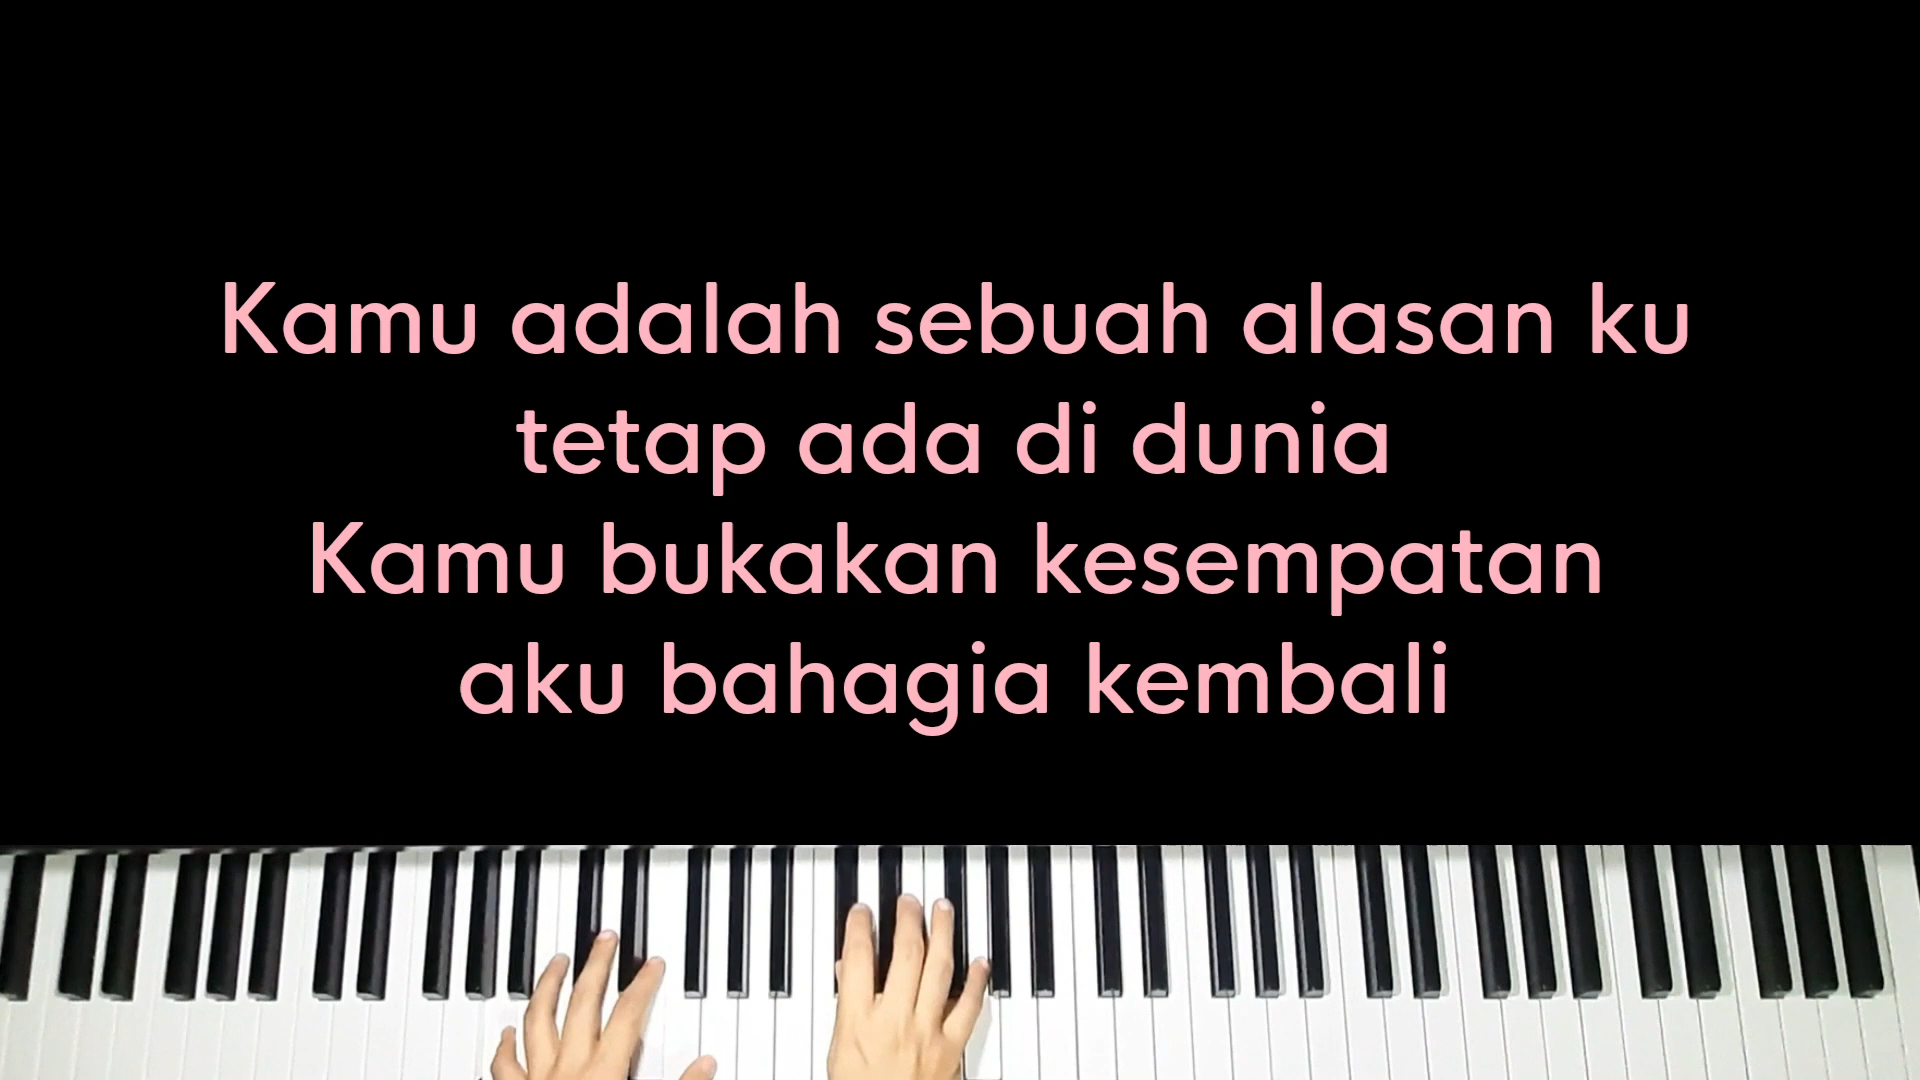 Kamu adalah sebuah alasan ku
tetap ada di dunia
Kamu bukakan kesempatan
aku bahagia kembali